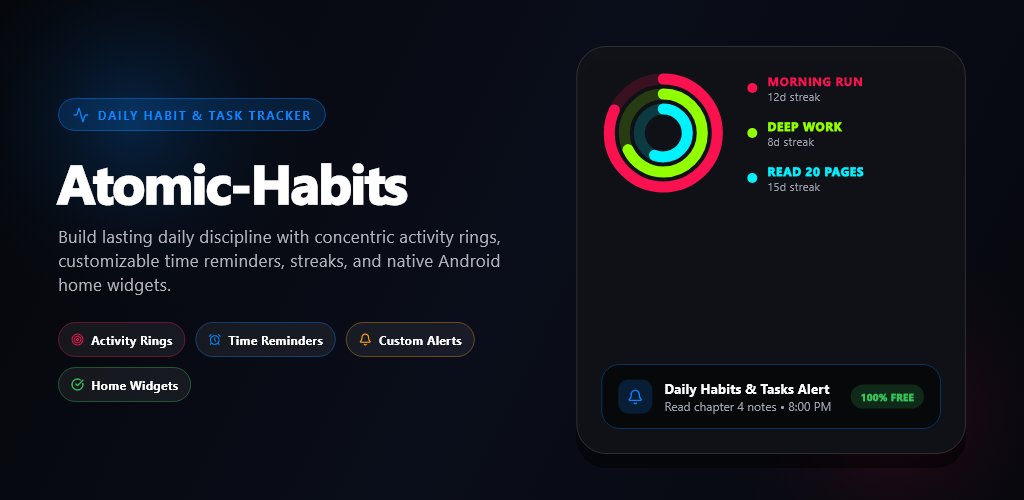 DAILY HABIT & TASK TRACKER
Atomic-Habits
Build lasting daily discipline with concentric activity rings,
customizable time reminders, streaks, and native Android
home widgets.
Activity Rings
Time Reminders
Custom Alerts
Home Widgets
MORNING RUN
12d streak
DEEP WORK
8d streak
READ 20 PAGES
15d streak
Daily Habits & Tasks Alert
Read chapter 4 notes • 8:00 PM
100% FREE